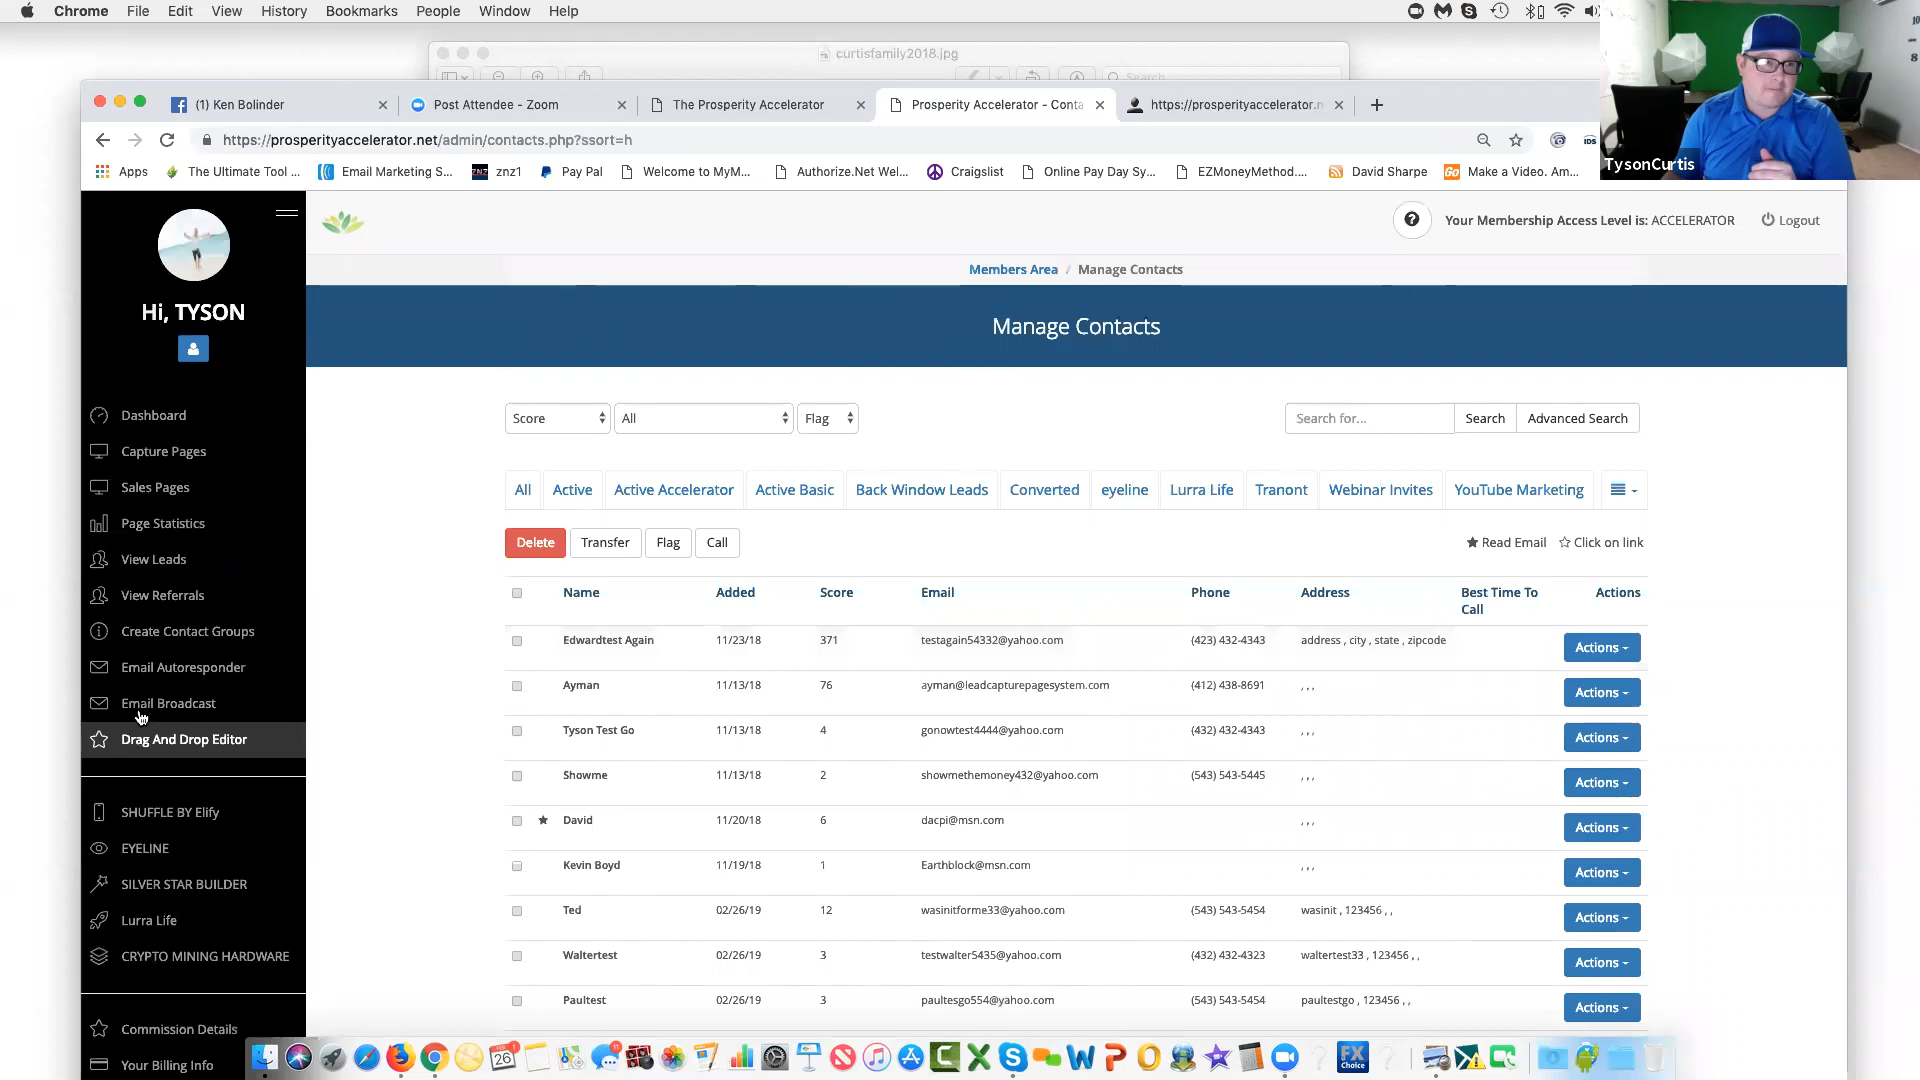 Chrome File Edit View History Bookmarks People Window Help
curtisfamily2018.jpg
Search
(1) Ken Bolinder
Post Attendee - Zoom
The Prosperity Accelerator
Prosperity Accelerator - Conta
https://prosperityaccelerator.n
https://prosperityaccelerator.net/admin/contacts.php?ssort=h
Apps
The Ultimate Tool ...
Email Marketing S...
znz1
Pay Pal
Welcome to MyM...
Authorize.Net Wel...
Craigslist
Online Pay Day Sy...
EZMoneyMethod....
David Sharpe
Make a Video. Am...
TysonCurtis
Your Membership Access Level is: ACCELERATOR
Logout
Members Area / Manage Contacts
Hi, TYSON
Manage Contacts
Dashboard
Capture Pages
Sales Pages
Page Statistics
View Leads
View Referrals
Create Contact Groups
Email Autoresponder
Email Broadcast
Drag And Drop Editor
SHUFFLE BY Elify
EYELINE
SILVER STAR BUILDER
Lurra Life
CRYPTO MINING HARDWARE
Commission Details
Your Billing Info
Score All Flag
Search for... Search Advanced Search
All Active Active Accelerator Active Basic Back Window Leads Converted eyeline Lurra Life Tranont Webinar Invites YouTube Marketing
Delete Transfer Flag Call
Read Email Click on link
Name Added Score Email Phone Address Best Time To Call Actions
Edwardtest Again 11/23/18 371 testagain54332@yahoo.com (423) 432-4343 address , city , state , zipcode Actions
Ayman 11/13/18 76 ayman@leadcapturepagesystem.com (412) 438-8691 , , , Actions
Tyson Test Go 11/13/18 4 gonowtest4444@yahoo.com (432) 432-4343 , , , Actions
Showme 11/13/18 2 showmethemoney432@yahoo.com (543) 543-5445 , , , Actions
David 11/20/18 6 dacpi@msn.com , , , Actions
Kevin Boyd 11/19/18 1 Earthblock@msn.com , , , Actions
Ted 02/26/19 12 wasinitforme33@yahoo.com (543) 543-5454 wasinit , 123456 , , Actions
Waltertest 02/26/19 3 testwalter5435@yahoo.com (432) 432-4323 waltertest33 , 123456 , , Actions
Paultest 02/26/19 3 paultesgo554@yahoo.com (543) 543-5454 paultestgo , 123456 , , Actions
26
FX
Choice